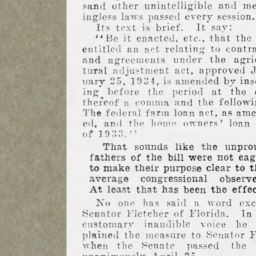 sand other unintelligible and me
ingless laws passed every session.
Its text is brief. It say:
"Be it enacted, etc., that the
entitled an act relating to contra
and agreements under the agri
tural adjustment act, approved J
uary 25, 1934, is amended by inse
ing before the period at the e
thereof a comma and the followin
The federal farm loan act, as ame
ed, and the home owners' loan
of 1933."
That sounds like the unpro
fathers of the bill were not eag
to make their purpose clear to th
average congressional observe
At least that has been the effec
No one has said a word exc
Senator Fletcher of Florida. In
customary inaudible voice he
plained the measure to Senator F
when the Senate passed the
unanimously, April 25